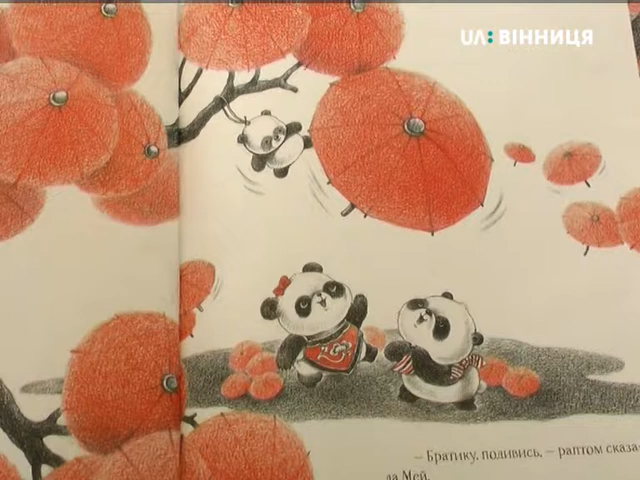 UA: ВІННИЦЯ
– Братику, подивись, – раптом сказа-
ла Мей.